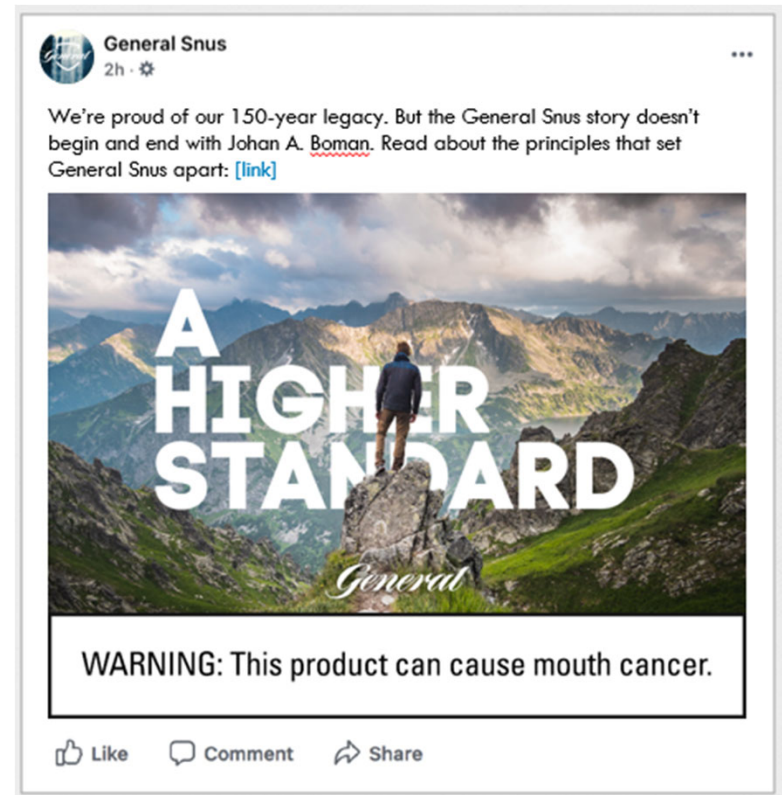 General Snus
2h
We're proud of our 150-year legacy. But the General Snus story doesn't
begin and end with Johan A. Boman. Read about the principles that set
General Snus apart: [link]
A
HIGHER
STANDARD
General
WARNING: This product can cause mouth cancer.
Like Comment Share